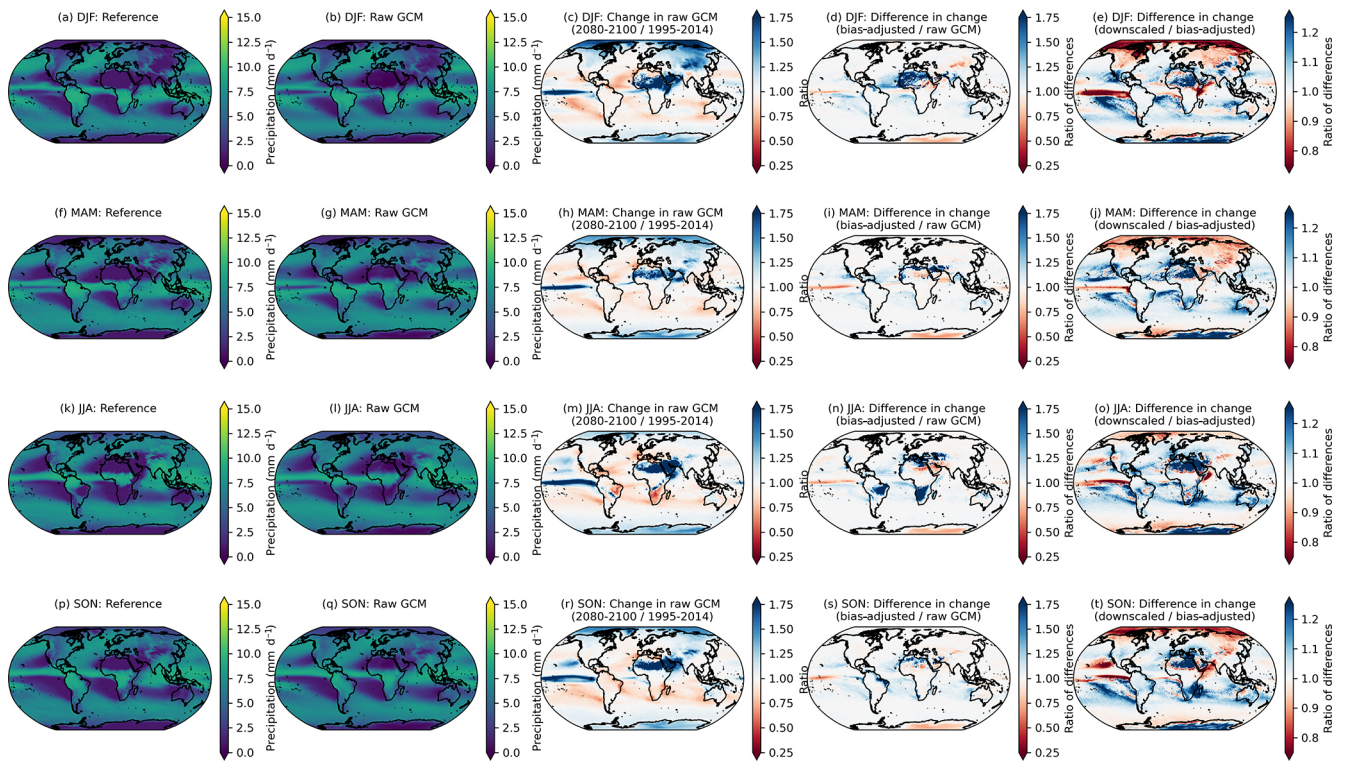 (a) DJF: Reference
(b) DJF: Raw GCM
(c) DJF: Change in raw GCM
(2080-2100 / 1995-2014)
(d) DJF: Difference in change
(bias-adjusted / raw GCM)
(e) DJF: Difference in change
(downscaled / bias-adjusted)
15.0
12.5
10.0
7.5
5.0
2.5
0.0
Precipitation (mm d⁻¹)
15.0
12.5
10.0
7.5
5.0
2.5
0.0
Precipitation (mm d⁻¹)
1.75
1.50
1.25
1.00
0.75
0.50
0.25
Ratio
1.75
1.50
1.25
1.00
0.75
0.50
0.25
Ratio of differences
1.2
1.1
1.0
0.9
0.8
Ratio of differences
(f) MAM: Reference
(g) MAM: Raw GCM
(h) MAM: Change in raw GCM
(2080-2100 / 1995-2014)
(i) MAM: Difference in change
(bias-adjusted / raw GCM)
(j) MAM: Difference in change
(downscaled / bias-adjusted)
15.0
12.5
10.0
7.5
5.0
2.5
0.0
Precipitation (mm d⁻¹)
15.0
12.5
10.0
7.5
5.0
2.5
0.0
Precipitation (mm d⁻¹)
1.75
1.50
1.25
1.00
0.75
0.50
0.25
Ratio
1.75
1.50
1.25
1.00
0.75
0.50
0.25
Ratio of differences
1.2
1.1
1.0
0.9
0.8
Ratio of differences
(k) JJA: Reference
(l) JJA: Raw GCM
(m) JJA: Change in raw GCM
(2080-2100 / 1995-2014)
(n) JJA: Difference in change
(bias-adjusted / raw GCM)
(o) JJA: Difference in change
(downscaled / bias-adjusted)
15.0
12.5
10.0
7.5
5.0
2.5
0.0
Precipitation (mm d⁻¹)
15.0
12.5
10.0
7.5
5.0
2.5
0.0
Precipitation (mm d⁻¹)
1.75
1.50
1.25
1.00
0.75
0.50
0.25
Ratio
1.75
1.50
1.25
1.00
0.75
0.50
0.25
Ratio of differences
1.2
1.1
1.0
0.9
0.8
Ratio of differences
(p) SON: Reference
(q) SON: Raw GCM
(r) SON: Change in raw GCM
(2080-2100 / 1995-2014)
(s) SON: Difference in change
(bias-adjusted / raw GCM)
(t) SON: Difference in change
(downscaled / bias-adjusted)
15.0
12.5
10.0
7.5
5.0
2.5
0.0
Precipitation (mm d⁻¹)
15.0
12.5
10.0
7.5
5.0
2.5
0.0
Precipitation (mm d⁻¹)
1.75
1.50
1.25
1.00
0.75
0.50
0.25
Ratio
1.75
1.50
1.25
1.00
0.75
0.50
0.25
Ratio of differences
1.2
1.1
1.0
0.9
0.8
Ratio of differences